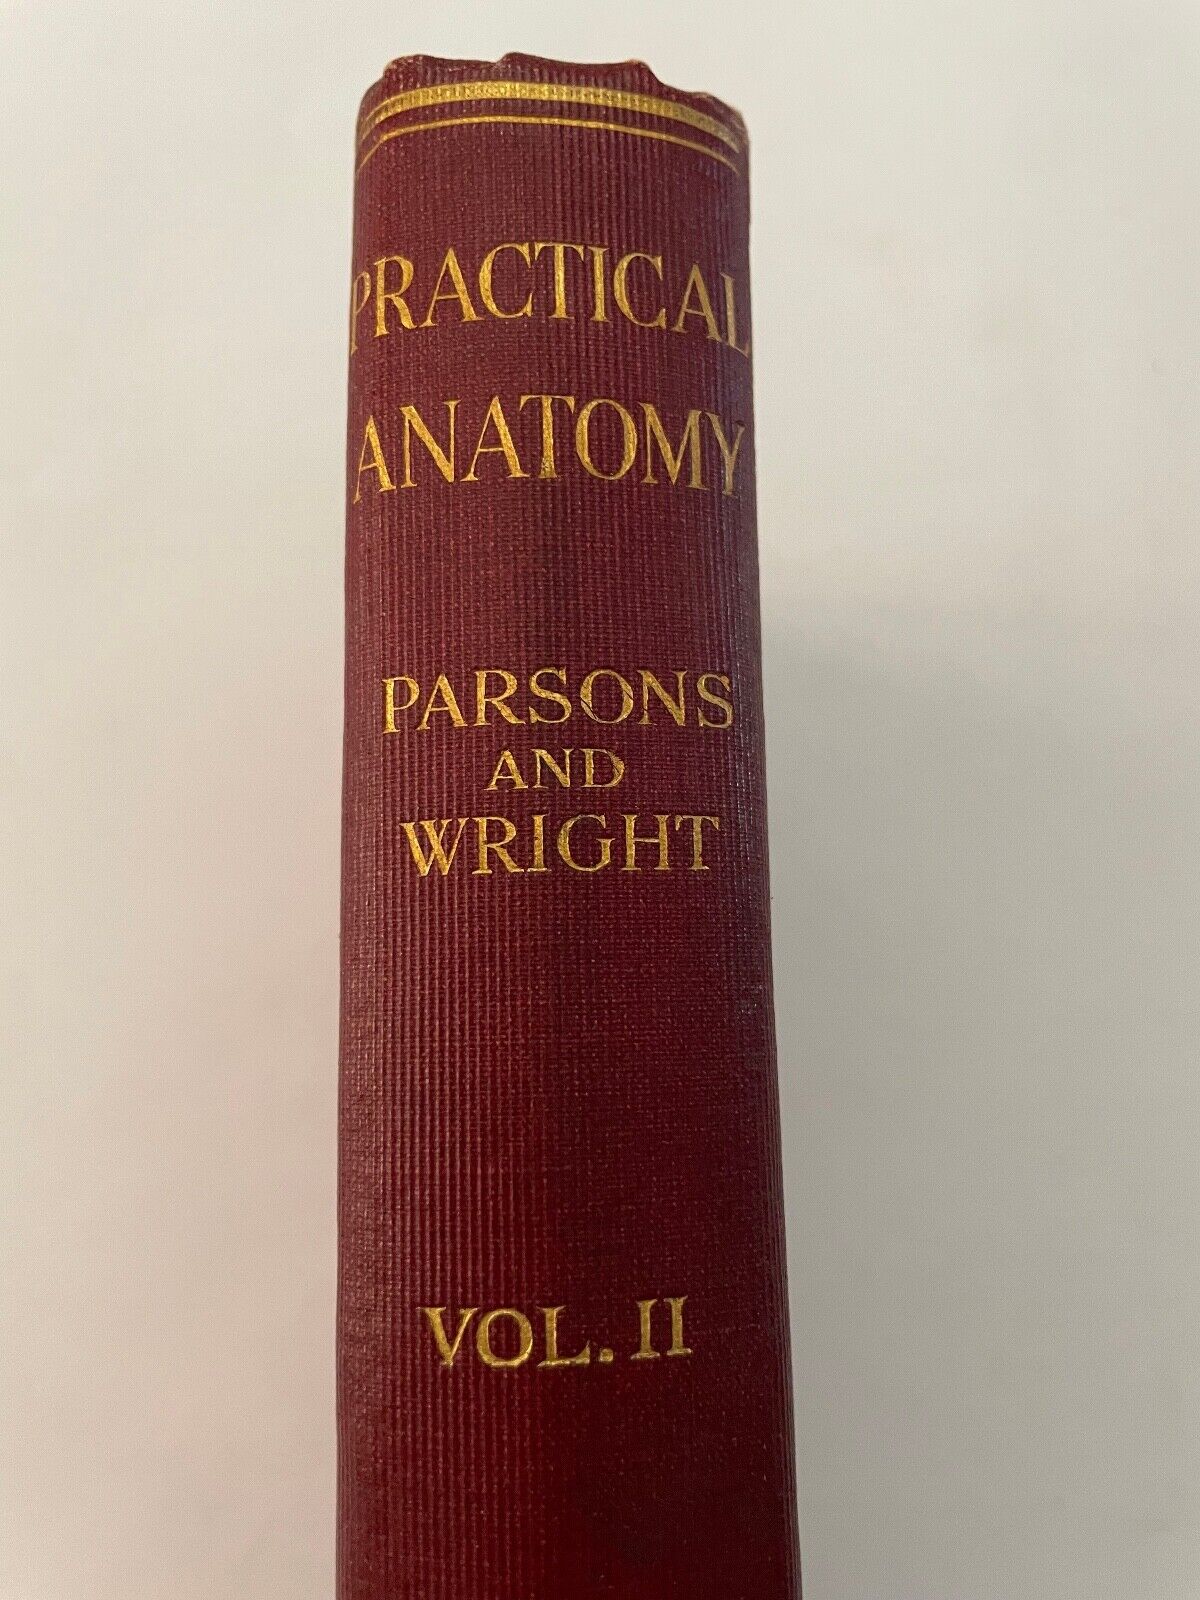 PRACTICAL
ANATOMY
PARSONS
AND
WRIGHT
VOL. II